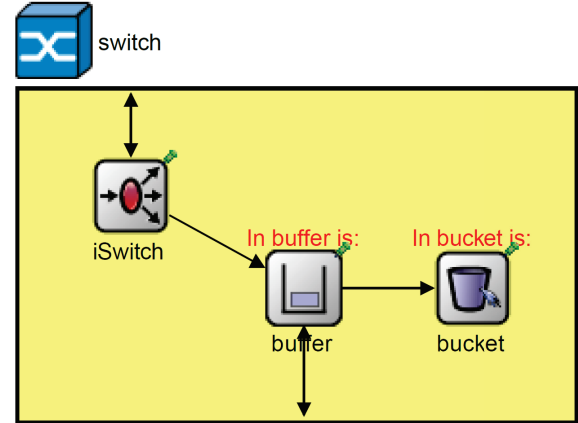 switch
In buffer is:
In bucket is:
iSwitch
buffer
bucket